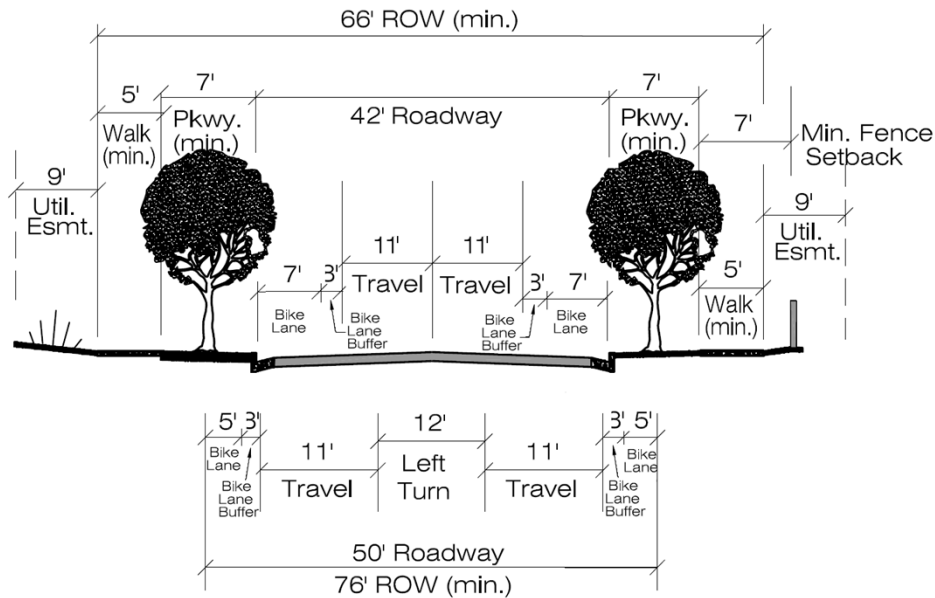 66' ROW (min.)
5'
7'
7'
Walk
(min.)
Pkwy.
(min.)
42' Roadway
Pkwy.
(min.)
7'
Min. Fence
Setback
9'
Util.
Esmt.
9'
Util.
Esmt.
11'
11'
Travel
Travel
7'
3'
3'
7'
5'
Bike
Lane
Bike
Lane
Buffer
Bike
Lane
Buffer
Bike
Lane
Walk
(min.)
5'
3'
12'
3'
5'
Bike
Lane
Bike
Lane
Buffer
11'
Travel
Left
Turn
11'
Travel
Bike
Lane
Buffer
Bike
Lane
50' Roadway
76' ROW (min.)